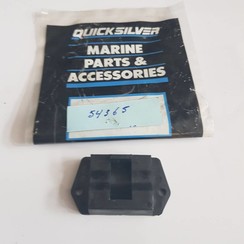 QUICKSILVER
MARINE
PARTS &
ACCESSORIES
54365